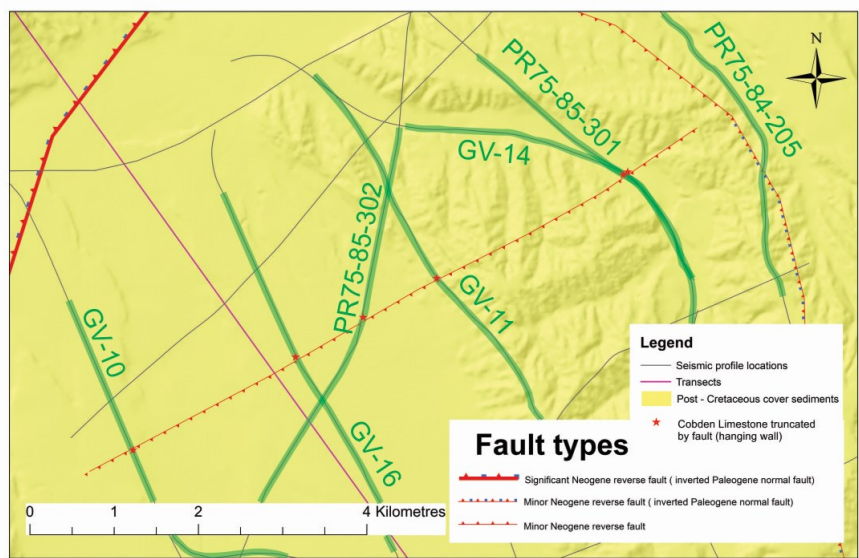 N
PR75-85-301
PR75-84-205
GV-14
PR75-85-302
GV-11
GV-10
GV-16
Legend
Seismic profile locations
Transects
Post - Cretaceous cover sediments
Cobden Limestone truncated
by fault (hanging wall)
Fault types
Significant Neogene reverse fault ( inverted Paleogene normal fault)
Minor Neogene reverse fault ( inverted Paleogene normal fault)
Minor Neogene reverse fault
0 2 4 Kilometres